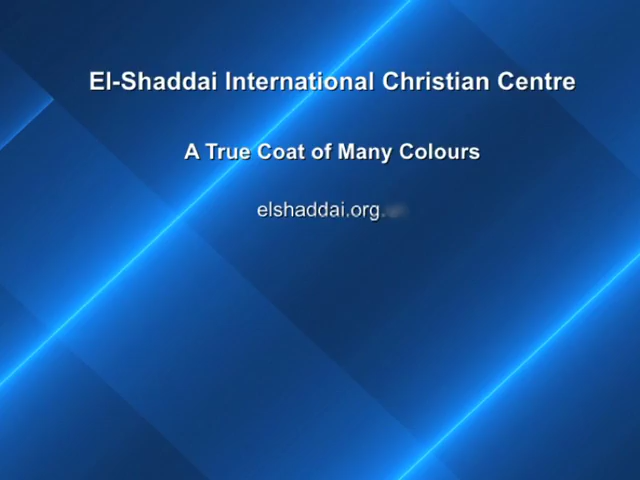 El-Shaddai International Christian Centre
A True Coat of Many Colours
elshaddai.org.